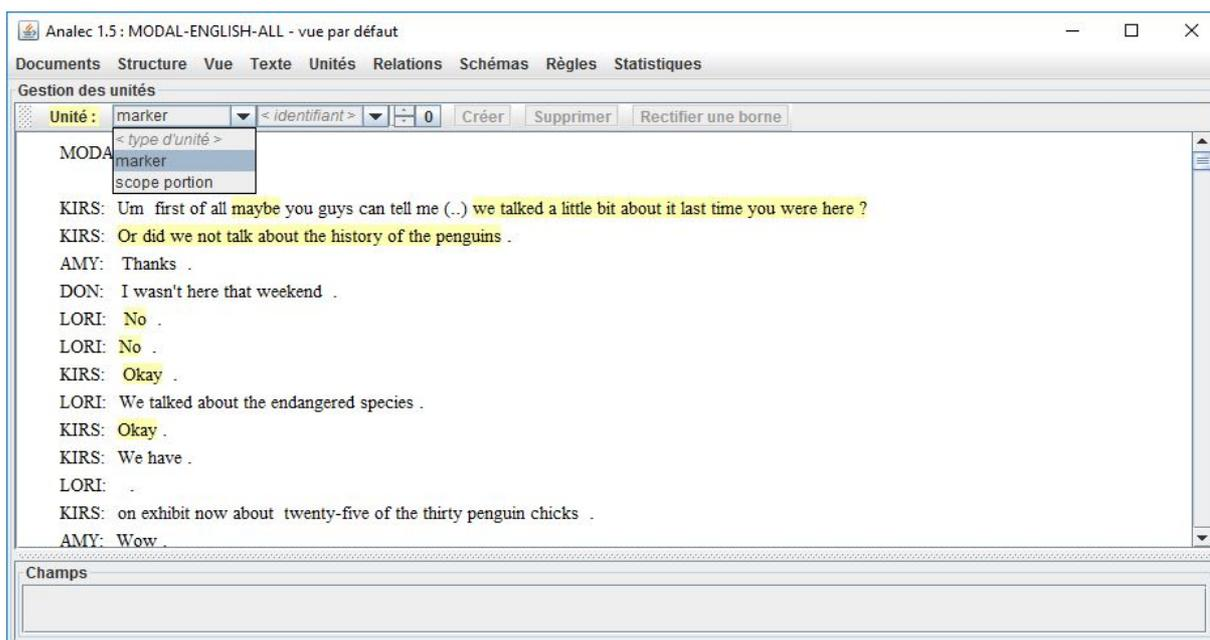 Analec 1.5 : MODAL-ENGLISH-ALL - vue par défaut
Documents Structure Vue Texte Unités Relations Schémas Règles Statistiques
Gestion des unités
Unité : marker < identifiant > 0 Créer Supprimer Rectifier une borne
< type d'unité >
marker
scope portion
MODA
KIRS: Um first of all maybe you guys can tell me (..) we talked a little bit about it last time you were here ?
KIRS: Or did we not talk about the history of the penguins .
AMY: Thanks .
DON: I wasn't here that weekend .
LORI: No .
LORI: No .
KIRS: Okay .
LORI: We talked about the endangered species .
KIRS: Okay .
KIRS: We have .
LORI: .
KIRS: on exhibit now about twenty-five of the thirty penguin chicks .
AMY: Wow .
Champs